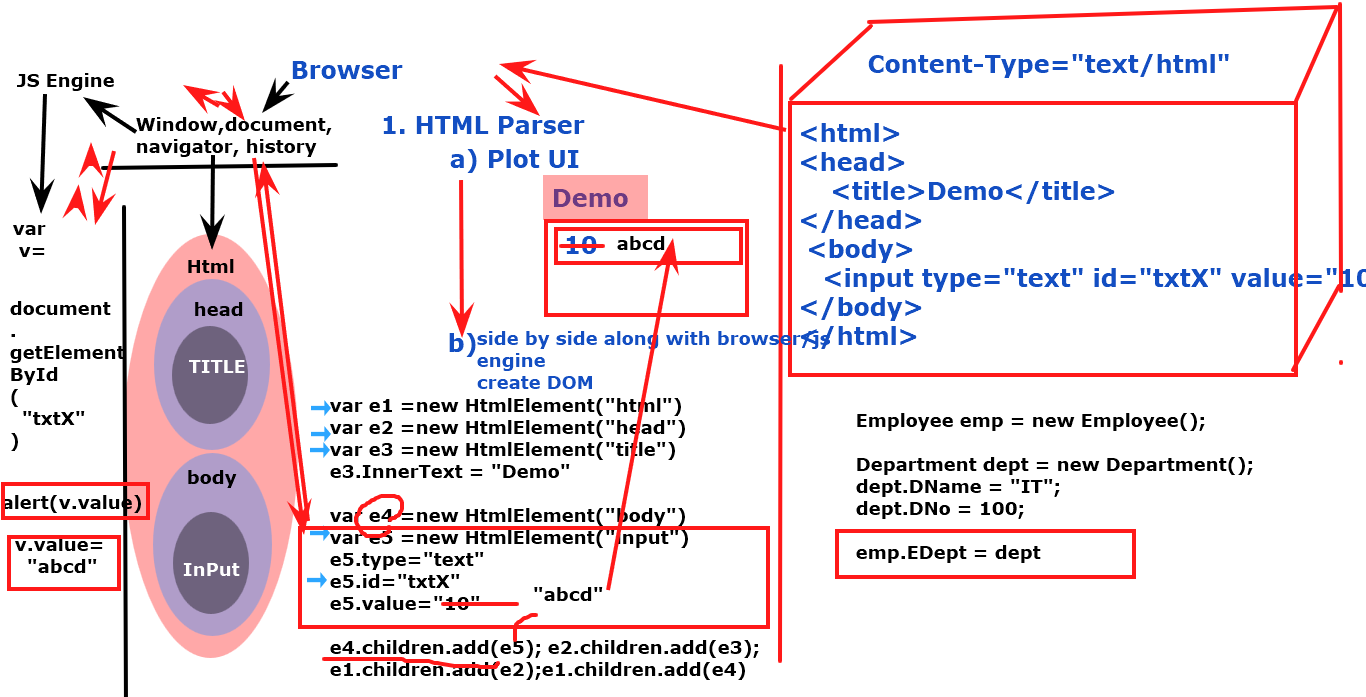 JS Engine
Browser
Window,document,
navigator, history
var
v=
document
.
getElement
ById
(
"txtX"
)
alert(v.value)
v.value=
"abcd"
Html
head
TITLE
body
InPut
1. HTML Parser
a) Plot UI
Demo
10 abcd
b) side by side along with browser/js
engine
create DOM
var e1 =new HtmlElement("html")
var e2 =new HtmlElement("head")
var e3 =new HtmlElement("title")
e3.InnerText = "Demo"
var e4 =new HtmlElement("body")
var e5 =new HtmlElement("input")
e5.type="text"
e5.id="txtX"
e5.value="10" "abcd"
e4.children.add(e5); e2.children.add(e3);
e1.children.add(e2);e1.children.add(e4)
Content-Type="text/html"
<html>
<head>
<title>Demo</title>
</head>
<body>
<input type="text" id="txtX" value="10
</body>
</html>
Employee emp = new Employee();
Department dept = new Department();
dept.DName = "IT";
dept.DNo = 100;
emp.EDept = dept